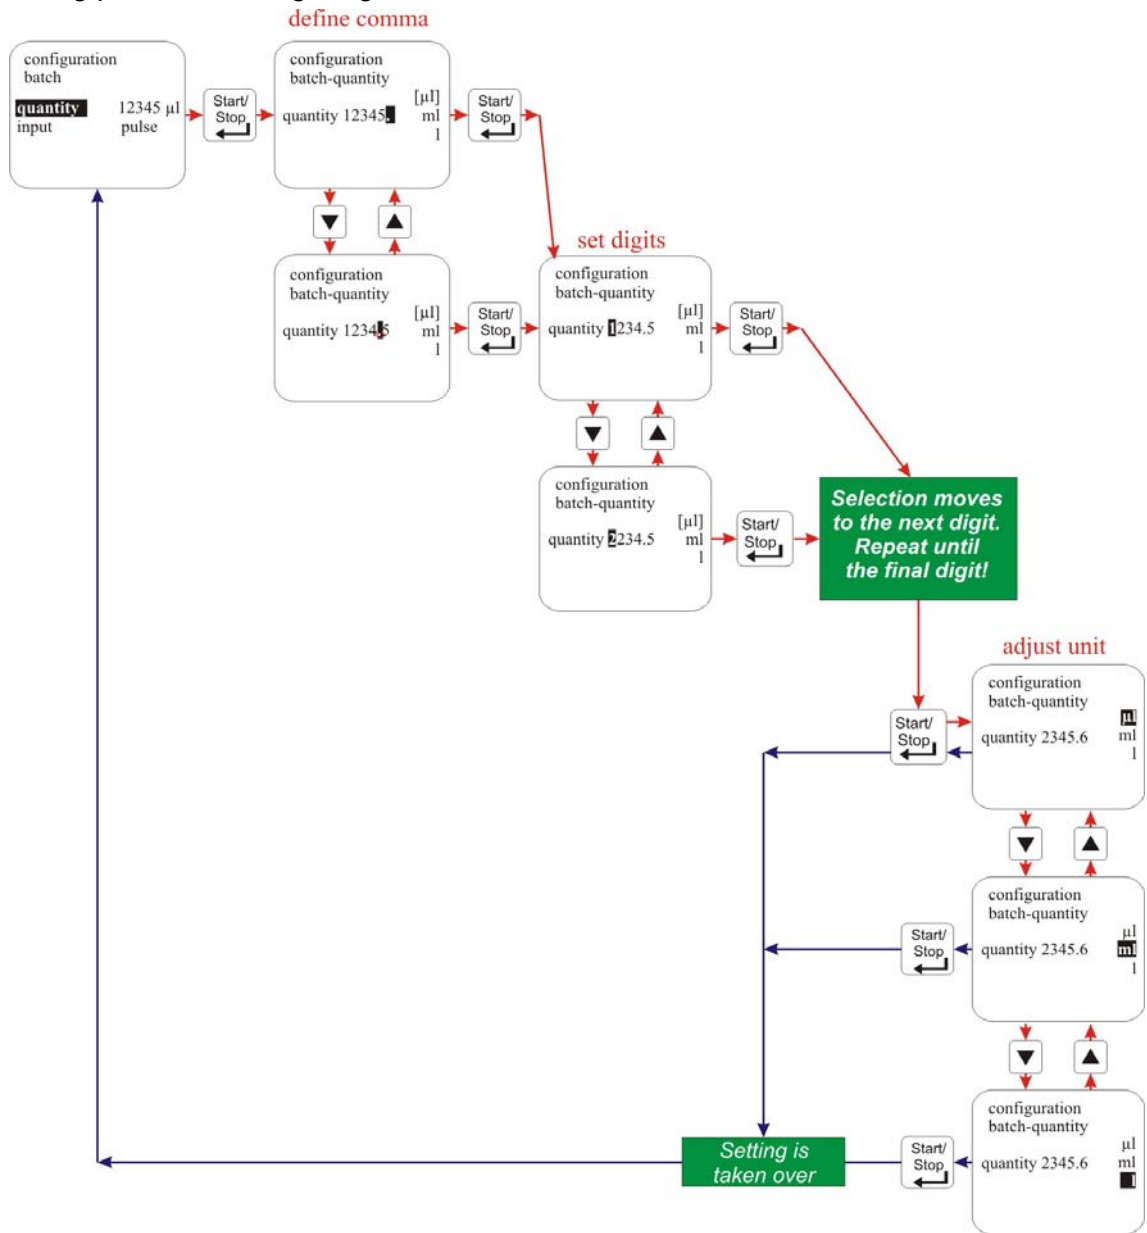 define comma
configuration
batch
quantity 12345 µl
input pulse
Start/
Stop
configuration
batch-quantity
[µl]
quantity 12345. ml
l
Start/
Stop
configuration
batch-quantity
[µl]
quantity 1234.5 ml
l
Start/
Stop
set digits
configuration
batch-quantity
[µl]
quantity 1234.5 ml
l
Start/
Stop
configuration
batch-quantity
[µl]
quantity 2234.5 ml
l
Start/
Stop
Selection moves
to the next digit.
Repeat until
the final digit!
adjust unit
Start/
Stop
configuration
batch-quantity
µl
quantity 2345.6 ml
l
configuration
batch-quantity
µl
quantity 2345.6 ml
l
Start/
Stop
configuration
batch-quantity
µl
quantity 2345.6 ml
l
Start/
Stop
Setting is
taken over